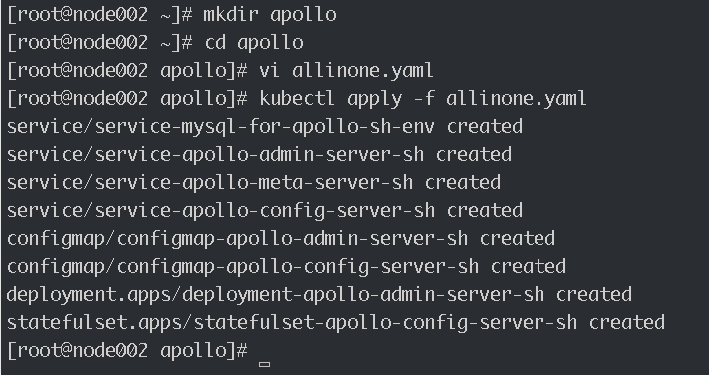 [root@node002 ~]# mkdir apollo
[root@node002 ~]# cd apollo
[root@node002 apollo]# vi allinone.yaml
[root@node002 apollo]# kubectl apply -f allinone.yaml
service/service-mysql-for-apollo-sh-env created
service/service-apollo-admin-server-sh created
service/service-apollo-meta-server-sh created
service/service-apollo-config-server-sh created
configmap/configmap-apollo-admin-server-sh created
configmap/configmap-apollo-config-server-sh created
deployment.apps/deployment-apollo-admin-server-sh created
statefulset.apps/statefulset-apollo-config-server-sh created
[root@node002 apollo]#